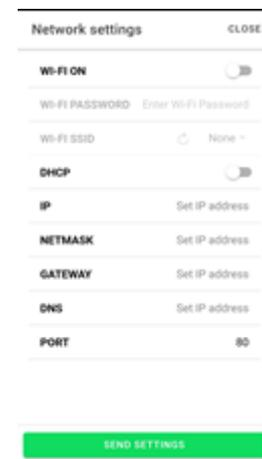 Network settings CLOSE
WI-FI ON
WI-FI PASSWORD Enter Wi-Fi Password
WI-FI SSID None
DHCP
IP Set IP address
NETMASK Set IP address
GATEWAY Set IP address
DNS Set IP address
PORT 80
SEND SETTINGS